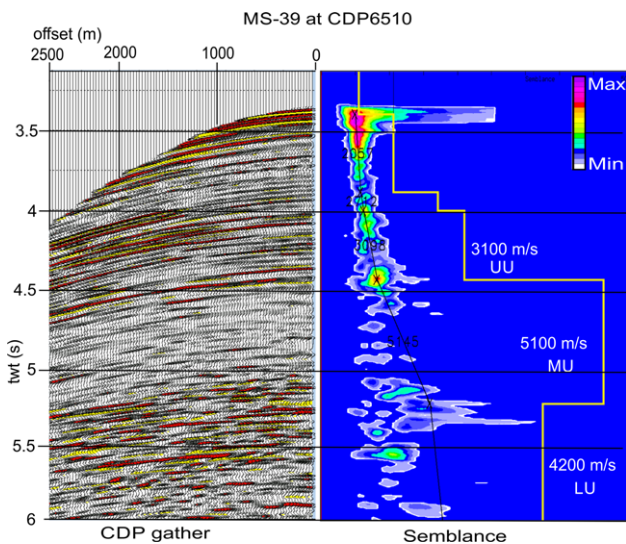 MS-39 at CDP6510
offset (m)
2500 2000 1000 0
Max
Min
3.5
4
4.5
5
5.5
6
twt (s)
3100 m/s
UU
5100 m/s
MU
5145
4200 m/s
LU
CDP gather
Semblance